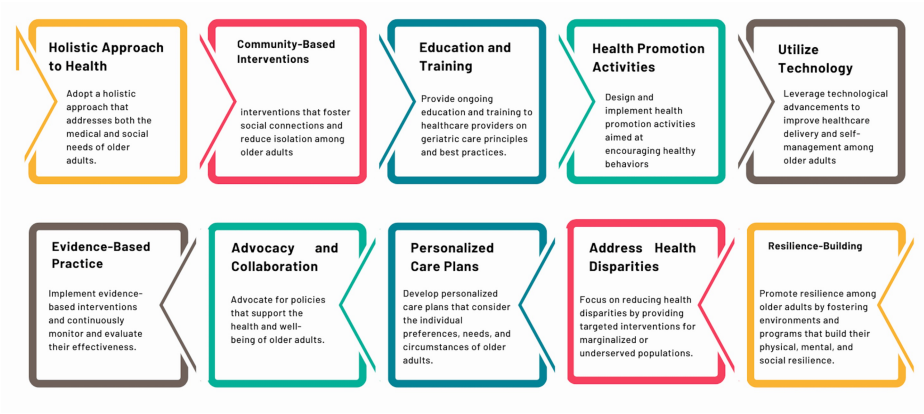 Holistic Approach
to Health
Adopt a holistic
approach that
addresses both the
medical and social
needs of older
adults.
Community-Based
Interventions
interventions that foster
social connections and
reduce isolation among
older adults
Education and
Training
Provide ongoing
education and training to
healthcare providers on
geriatric care principles
and best practices.
Health Promotion
Activities
Design and
implement health
promotion activities
aimed at
encouraging healthy
behaviors
Utilize
Technology
Leverage technological
advancements to
improve healthcare
delivery and self-
management among
older adults
Evidence-Based
Practice
Implement evidence-
based interventions
and continuously
monitor and evaluate
their effectiveness.
Advocacy and
Collaboration
Advocate for policies
that support the
health and well-
being of older adults.
Personalized
Care Plans
Develop personalized
care plans that consider
the individual
preferences, needs, and
circumstances of older
adults.
Address Health
Disparities
Focus on reducing health
disparities by providing
targeted interventions for
marginalized or
underserved populations.
Resilience-Building
Promote resilience among
older adults by fostering
environments and
programs that build their
physical, mental, and
social resilience.